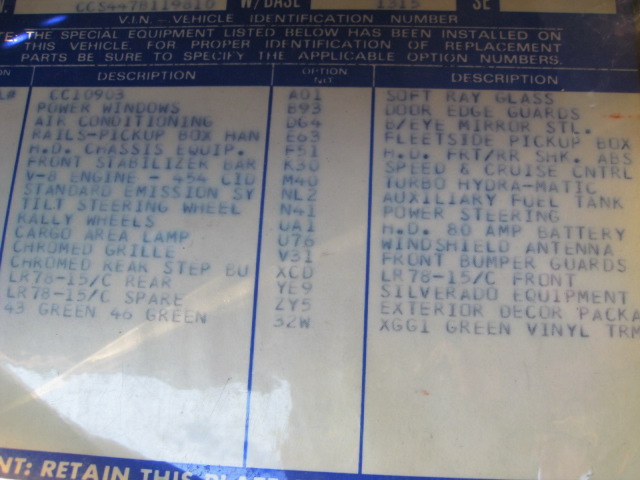 CCS447B119810 W/BASE 1315 SE
V.I.N. - VEHICLE IDENTIFICATION NUMBER
THE SPECIAL EQUIPMENT LISTED BELOW HAS BEEN INSTALLED ON
THIS VEHICLE. FOR PROPER IDENTIFICATION OF REPLACEMENT
PARTS BE SURE TO SPECIFY THE APPLICABLE OPTION NUMBERS.
ON DESCRIPTION OPTION DESCRIPTION
CC10903 A01 SOFT RAY GLASS
POWER WINDOWS B93 DOOR EDGE GUARDS
AIR CONDITIONING D64 B/EYE MIRROR STL.
RAILS-PICKUP BOX HAN E63 FLEETSIDE PICKUP BOX
H.D. CHASSIS EQUIP. F51 H.D. FRT/RR SHK. ABS
FRONT STABILIZER BAR K30 SPEED & CRUISE CNTRL
V-8 ENGINE - 454 CID M40 TURBO HYDRA-MATIC
STANDARD EMISSION SY NL2 AUXILIARY FUEL TANK
TILT STEERING WHEEL N41 POWER STEERING
RALLY WHEELS UA1 H.D. 80 AMP BATTERY
CARGO AREA LAMP U76 WINDSHIELD ANTENNA
CHROMED GRILLE V31 FRONT BUMPER GUARDS
CHROMED REAR STEP BU XCD LR78-15/C FRONT
LR78-15/C REAR YE9 SILVERADO EQUIPMENT
LR78-15/C SPARE ZY5 EXTERIOR DECOR PACKA
43 GREEN 46 GREEN 32W XGG1 GREEN VINYL TRM
NT: RETAIN THIS PLATE